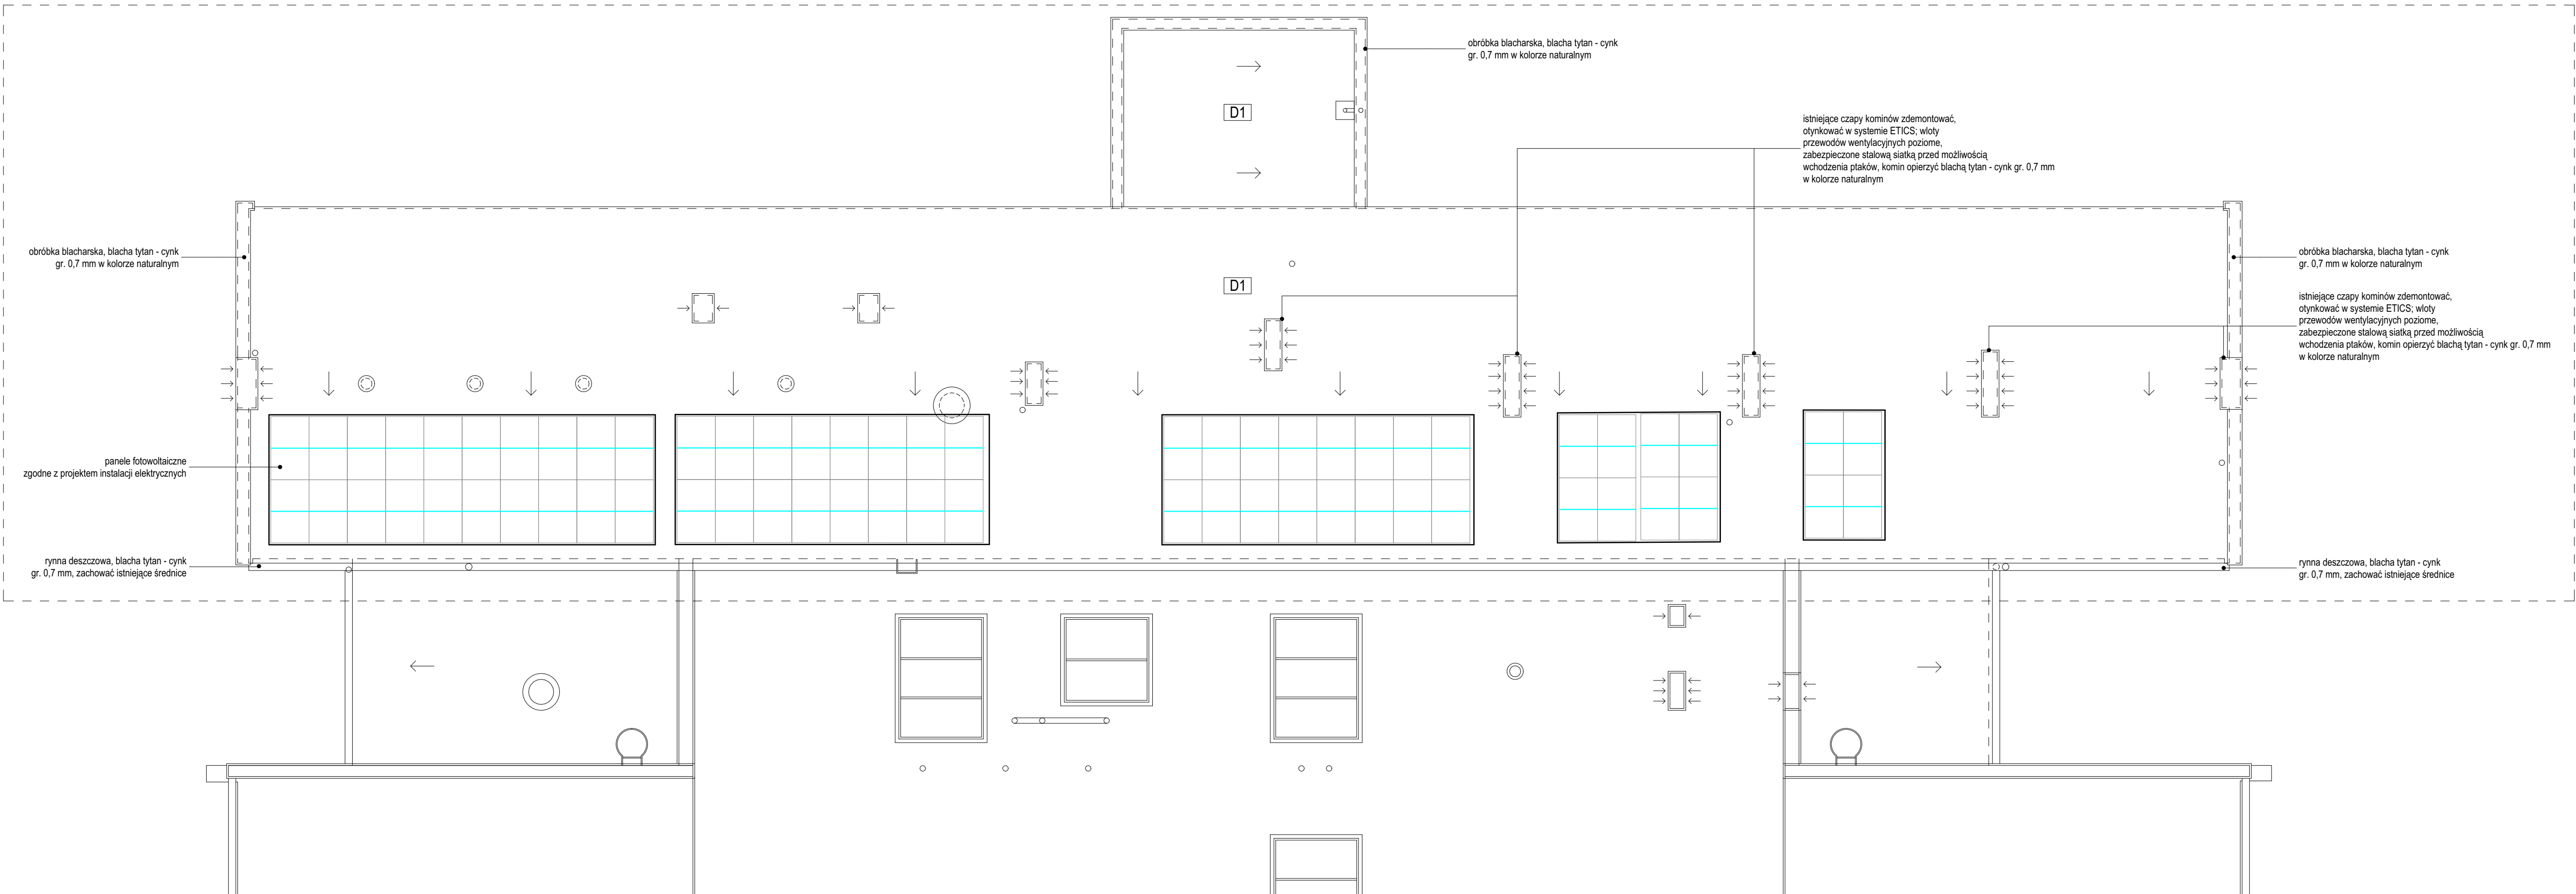 obróbka blacharska, blacha tytan - cynk
gr. 0,7 mm w kolorze naturalnym
D1
istniejące czapy kominów zdemontować,
otynkować w systemie ETICS; wloty
przewodów wentylacyjnych poziome,
zabezpieczone stalową siatką przed możliwością
wchodzenia ptaków, komin opierzyć blachą tytan - cynk gr. 0,7 mm
w kolorze naturalnym
obróbka blacharska, blacha tytan - cynk
gr. 0,7 mm w kolorze naturalnym
D1
obróbka blacharska, blacha tytan - cynk
gr. 0,7 mm w kolorze naturalnym
istniejące czapy kominów zdemontować,
otynkować w systemie ETICS; wloty
przewodów wentylacyjnych poziome,
zabezpieczone stalową siatką przed możliwością
wchodzenia ptaków, komin opierzyć blachą tytan - cynk gr. 0,7 mm
w kolorze naturalnym
panele fotowoltaiczne
zgodne z projektem instalacji elektrycznych
rynna deszczowa, blacha tytan - cynk
gr. 0,7 mm, zachować istniejące średnice
rynna deszczowa, blacha tytan - cynk
gr. 0,7 mm, zachować istniejące średnice